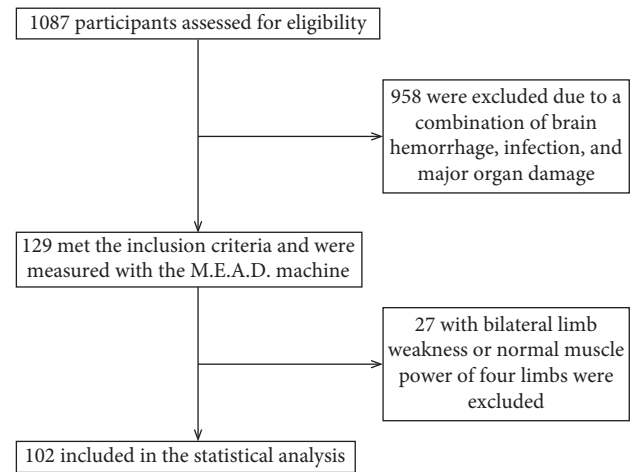 1087 participants assessed for eligibility
958 were excluded due to a
combination of brain
hemorrhage, infection, and
major organ damage
129 met the inclusion criteria and were
measured with the M.E.A.D. machine
27 with bilateral limb
weakness or normal muscle
power of four limbs were
excluded
102 included in the statistical analysis